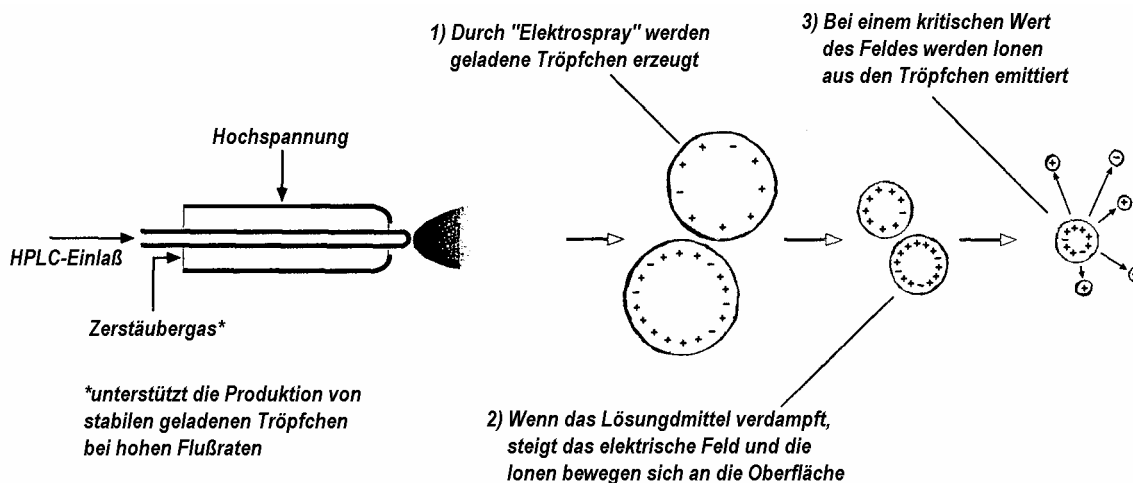 1) Durch "Elektrospray" werden
geladene Tröpfchen erzeugt
3) Bei einem kritischen Wert
des Feldes werden Ionen
aus den Tröpfchen emittiert
Hochspannung
HPLC-Einlaß
Zerstäubergas*
*unterstützt die Produktion von
stabilen geladenen Tröpfchen
bei hohen Flußraten
2) Wenn das Lösungdmittel verdampft,
steigt das elektrische Feld und die
Ionen bewegen sich an die Oberfläche